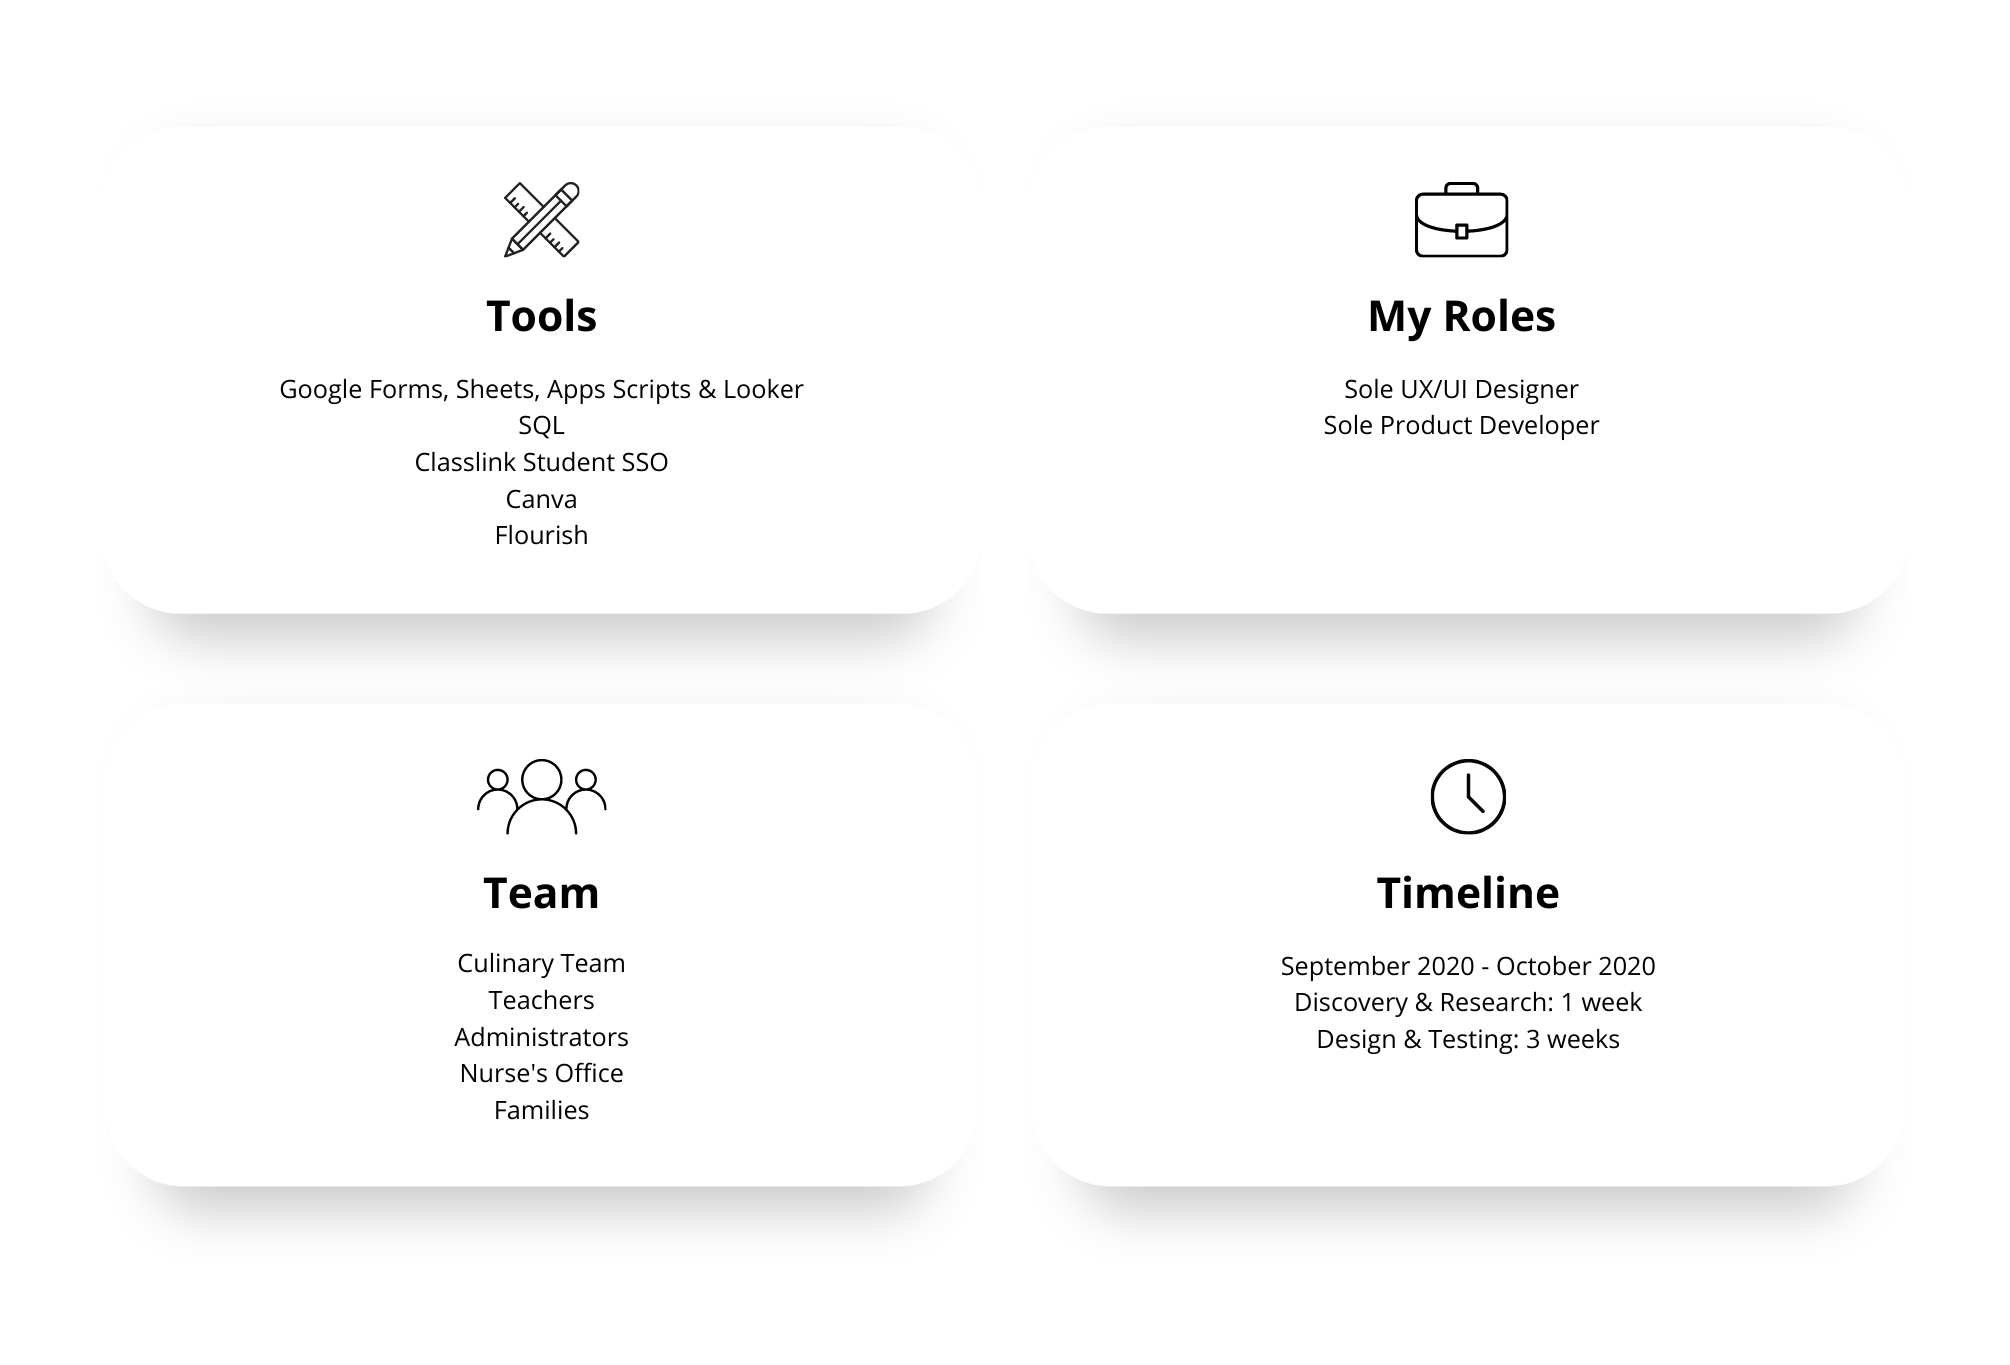 Tools
Google Forms, Sheets, Apps Scripts & Looker
SQL
Classlink Student SSO
Canva
Flourish
My Roles
Sole UX/UI Designer
Sole Product Developer
Team
Culinary Team
Teachers
Administrators
Nurse's Office
Families
Timeline
September 2020 - October 2020
Discovery & Research: 1 week
Design & Testing: 3 weeks